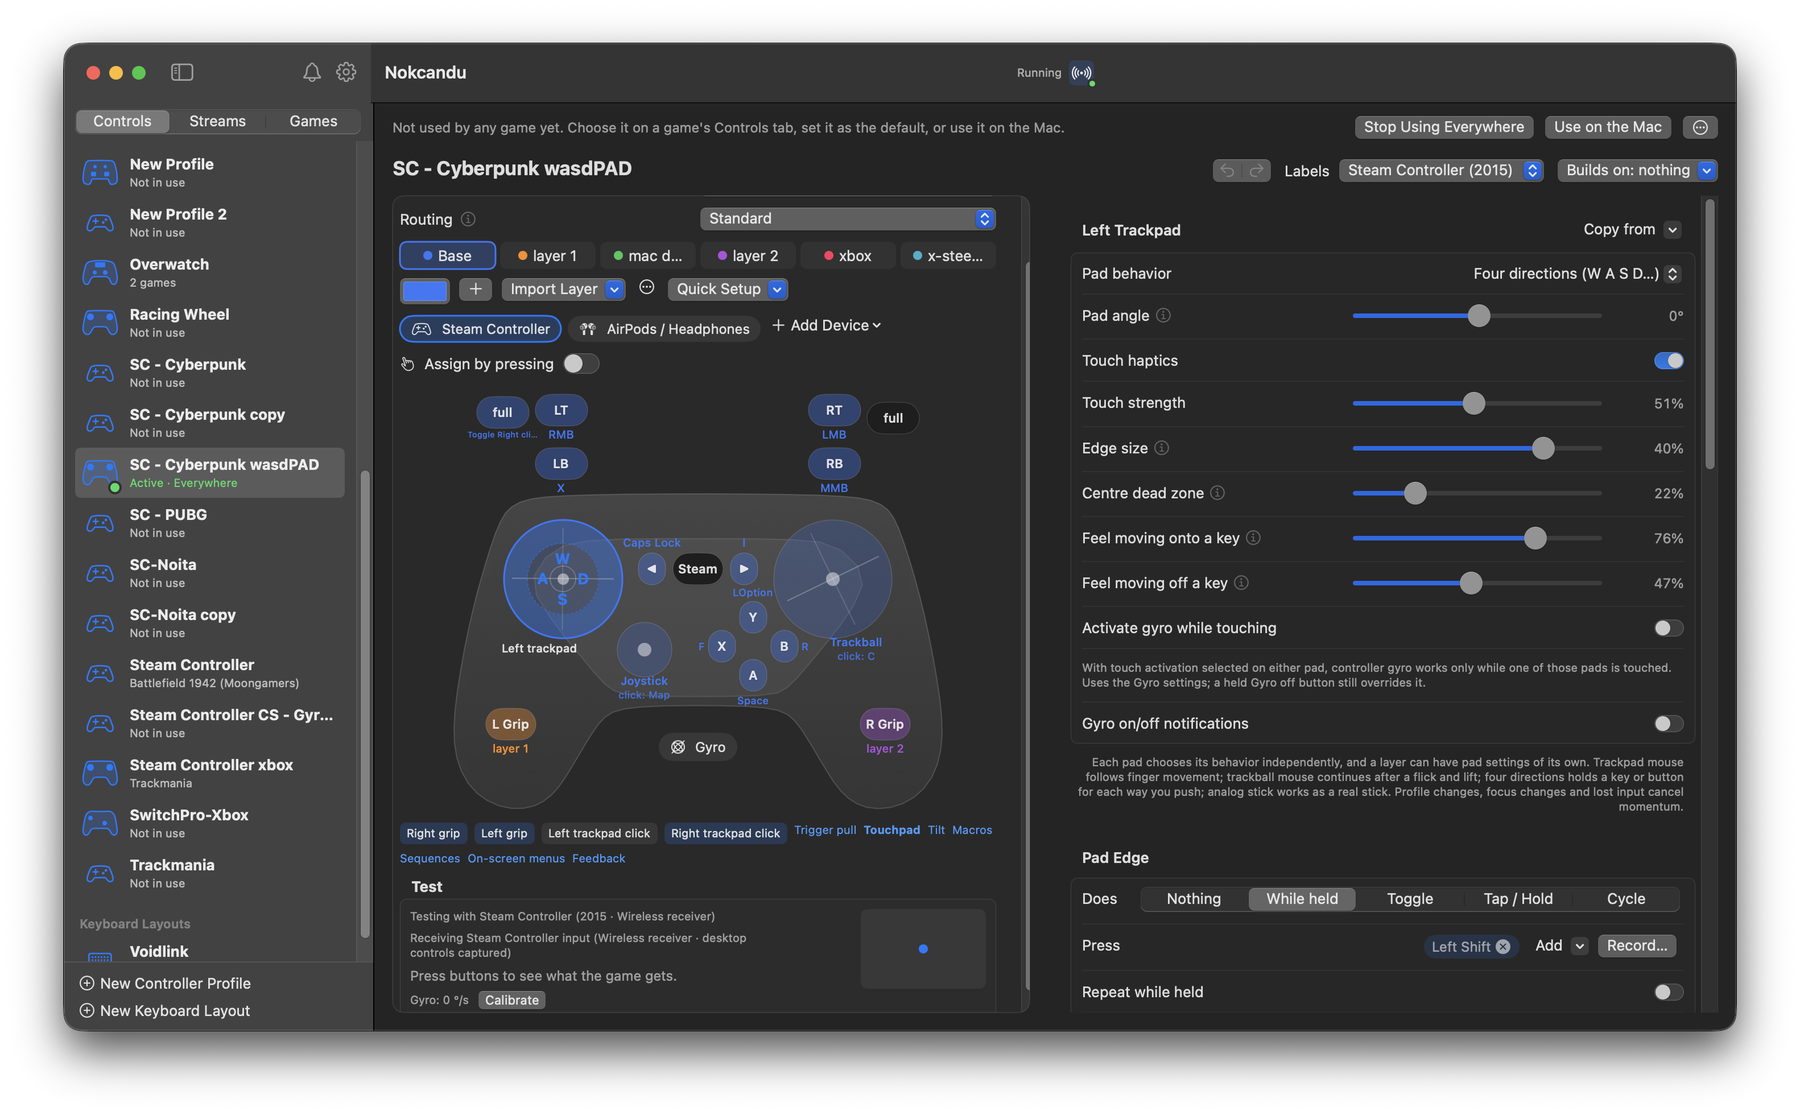 Nokcandu
Running
Controls
Streams
Games
New Profile
Not in use
New Profile 2
Not in use
Overwatch
2 games
Racing Wheel
Not in use
SC - Cyberpunk
Not in use
SC - Cyberpunk copy
Not in use
SC - Cyberpunk wasdPAD
Active · Everywhere
SC - PUBG
Not in use
SC-Noita
Not in use
SC-Noita copy
Not in use
Steam Controller
Battlefield 1942 (Moongamers)
Steam Controller CS - Gyr...
Not in use
Steam Controller xbox
Trackmania
SwitchPro-Xbox
Not in use
Trackmania
Not in use
Keyboard Layouts
Voidlink
New Controller Profile
New Keyboard Layout
Not used by any game yet. Choose it on a game's Controls tab, set it as the default, or use it on the Mac.
Stop Using Everywhere
Use on the Mac
SC - Cyberpunk wasdPAD
Labels
Steam Controller (2015)
Builds on: nothing
Routing
Standard
Base
layer 1
mac d...
layer 2
xbox
x-stee...
Import Layer
Quick Setup
Steam Controller
AirPods / Headphones
Add Device
Assign by pressing
full
Toggle Right cli...
LT
RMB
RT
LMB
full
LB
X
RB
MMB
W
A
D
S
Left trackpad
Caps Lock
I
Steam
LOption
Y
F
X
B
R
A
Space
Trackball
click: C
Joystick
click: Map
L Grip
layer 1
R Grip
layer 2
Gyro
Right grip
Left grip
Left trackpad click
Right trackpad click
Trigger pull
Touchpad
Tilt
Macros
Sequences
On-screen menus
Feedback
Test
Testing with Steam Controller (2015 · Wireless receiver)
Receiving Steam Controller input (Wireless receiver · desktop
controls captured)
Press buttons to see what the game gets.
Gyro: 0 °/s
Calibrate
Left Trackpad
Copy from
Pad behavior
Four directions (W A S D...)
Pad angle
0°
Touch haptics
Touch strength
51%
Edge size
40%
Centre dead zone
22%
Feel moving onto a key
76%
Feel moving off a key
47%
Activate gyro while touching
With touch activation selected on either pad, controller gyro works only while one of those pads is touched.
Uses the Gyro settings; a held Gyro off button still overrides it.
Gyro on/off notifications
Each pad chooses its behavior independently, and a layer can have pad settings of its own. Trackpad mouse
follows finger movement; trackball mouse continues after a flick and lift; four directions holds a key or button
for each way you push; analog stick works as a real stick. Profile changes, focus changes and lost input cancel
momentum.
Pad Edge
Does
Nothing
While held
Toggle
Tap / Hold
Cycle
Press
Left Shift
Add
Record...
Repeat while held